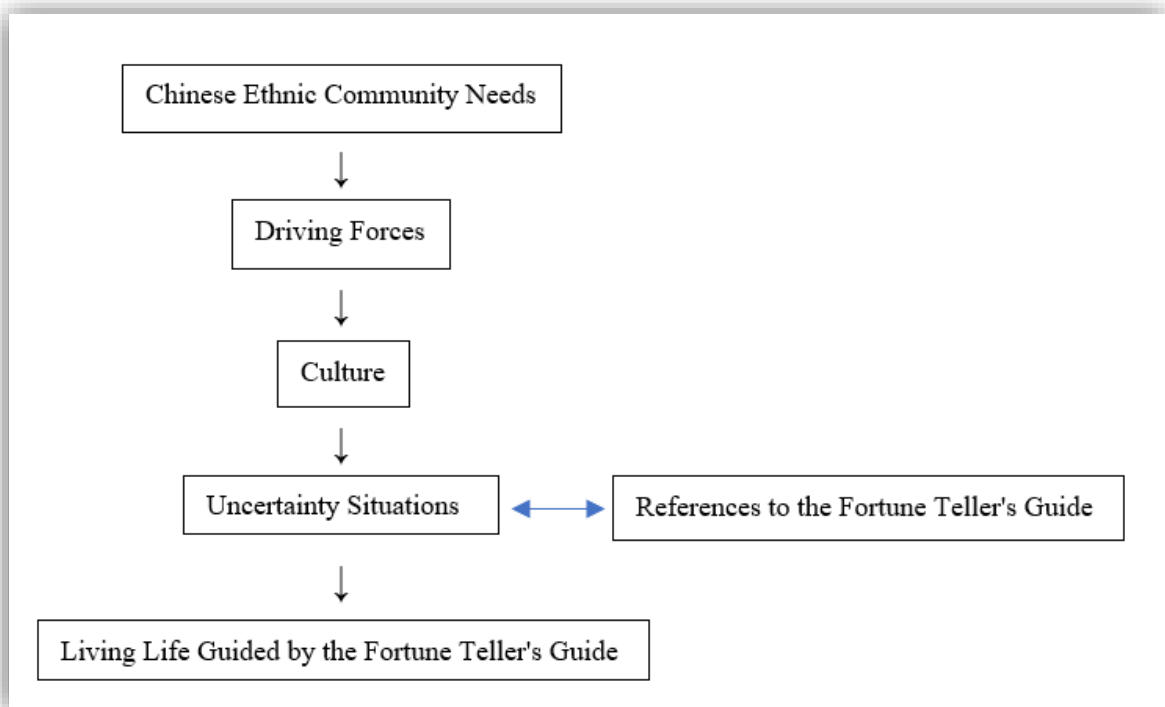 Chinese Ethnic Community Needs
Driving Forces
Culture
Uncertainty Situations
References to the Fortune Teller's Guide
Living Life Guided by the Fortune Teller's Guide